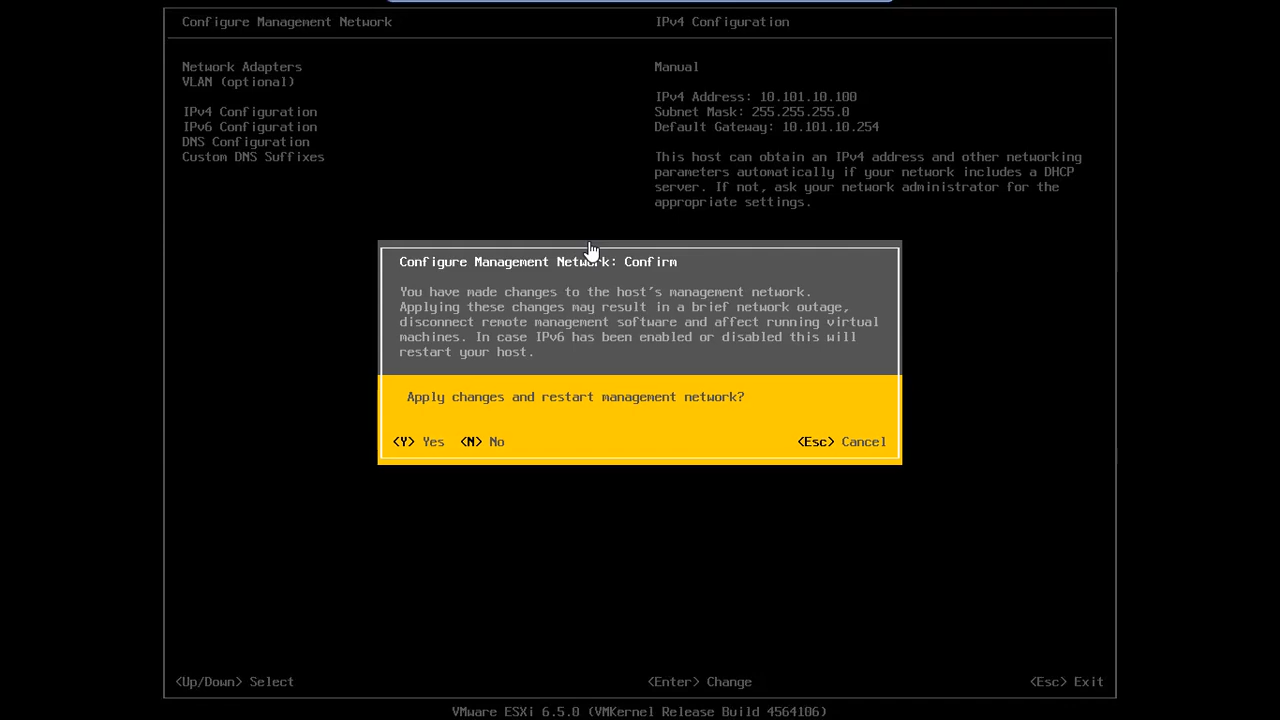 Configure Management Network
IPv4 Configuration
Network Adapters
VLAN (optional)
IPv4 Configuration
IPv6 Configuration
DNS Configuration
Custom DNS Suffixes
Manual
IPv4 Address: 10.101.10.100
Subnet Mask: 255.255.255.0
Default Gateway: 10.101.10.254
This host can obtain an IPv4 address and other networking
parameters automatically if your network includes a DHCP
server. If not, ask your network administrator for the
appropriate settings.
Configure Management Network: Confirm
You have made changes to the host's management network.
Applying these changes may result in a brief network outage,
disconnect remote management software and affect running virtual
machines. In case IPv6 has been enabled or disabled this will
restart your host.
Apply changes and restart management network?
<Y> Yes <N> No <Esc> Cancel
<Up/Down> Select <Enter> Change <Esc> Exit
VMware ESXi 6.5.0 (VMKernel Release Build 4564106)